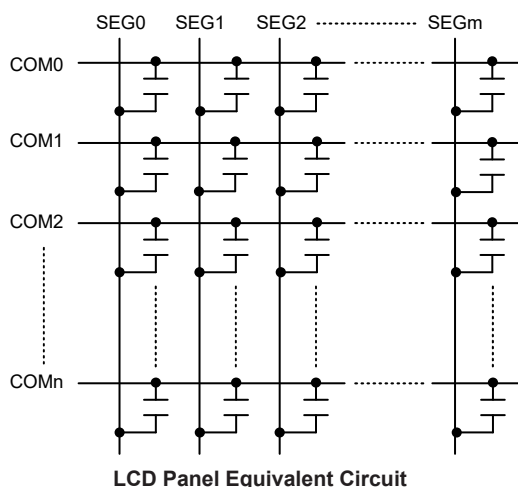 SEG0 SEG1 SEG2 SEGm
COM0
COM1
COM2
COMn
LCD Panel Equivalent Circuit